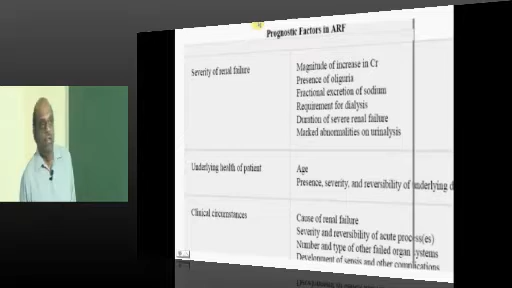 Prognostic Factors in ARF
Severity of renal failure
Magnitude of increase in Cr
Presence of oliguria
Fractional excretion of sodium
Requirement for dialysis
Duration of severe renal failure
Marked abnormalities on urinalysis
Underlying health of patient
Age
Presence, severity, and reversibility of underlying d
Clinical circumstances
Cause of renal failure
Severity and reversibility of acute process(es)
Number and type of other failed organ systems
Development of sepsis and other complications